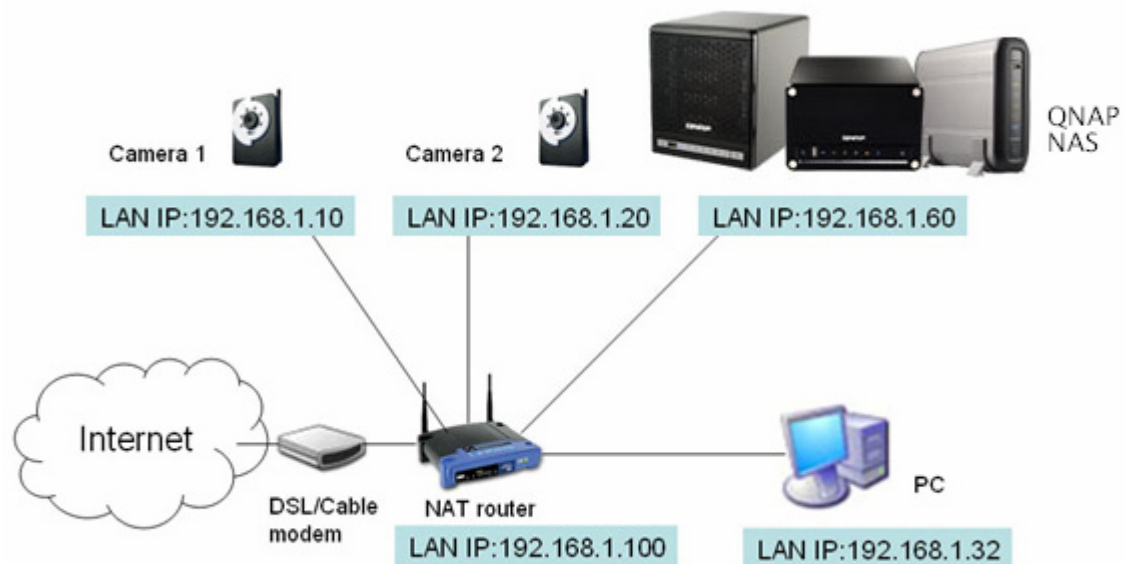 QNAP
NAS
Camera 1
Camera 2
LAN IP:192.168.1.10
LAN IP:192.168.1.20
LAN IP:192.168.1.60
Internet
DSL/Cable
modem
NAT router
PC
LAN IP:192.168.1.100
LAN IP:192.168.1.32